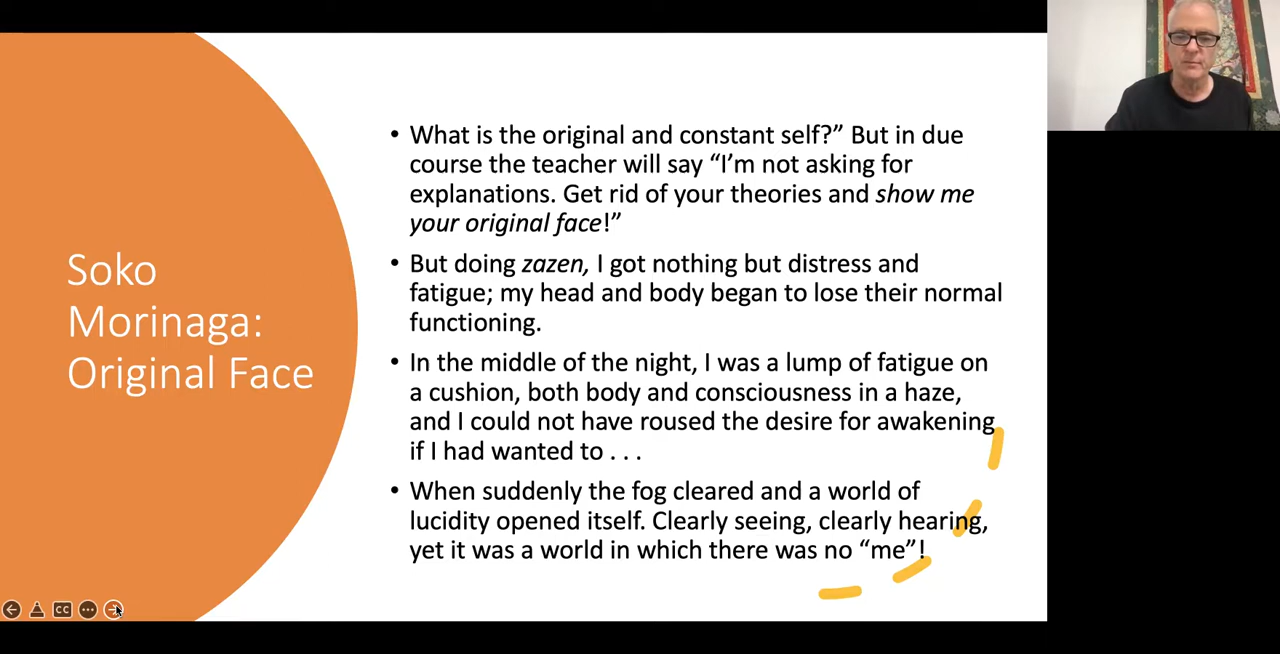 Soko
Morinaga:
Original Face
• What is the original and constant self?” But in due
course the teacher will say “I’m not asking for
explanations. Get rid of your theories and show me
your original face!”
• But doing zazen, I got nothing but distress and
fatigue; my head and body began to lose their normal
functioning.
• In the middle of the night, I was a lump of fatigue on
a cushion, both body and consciousness in a haze,
and I could not have roused the desire for awakening
if I had wanted to . . .
• When suddenly the fog cleared and a world of
lucidity opened itself. Clearly seeing, clearly hearing,
yet it was a world in which there was no “me”!
CC